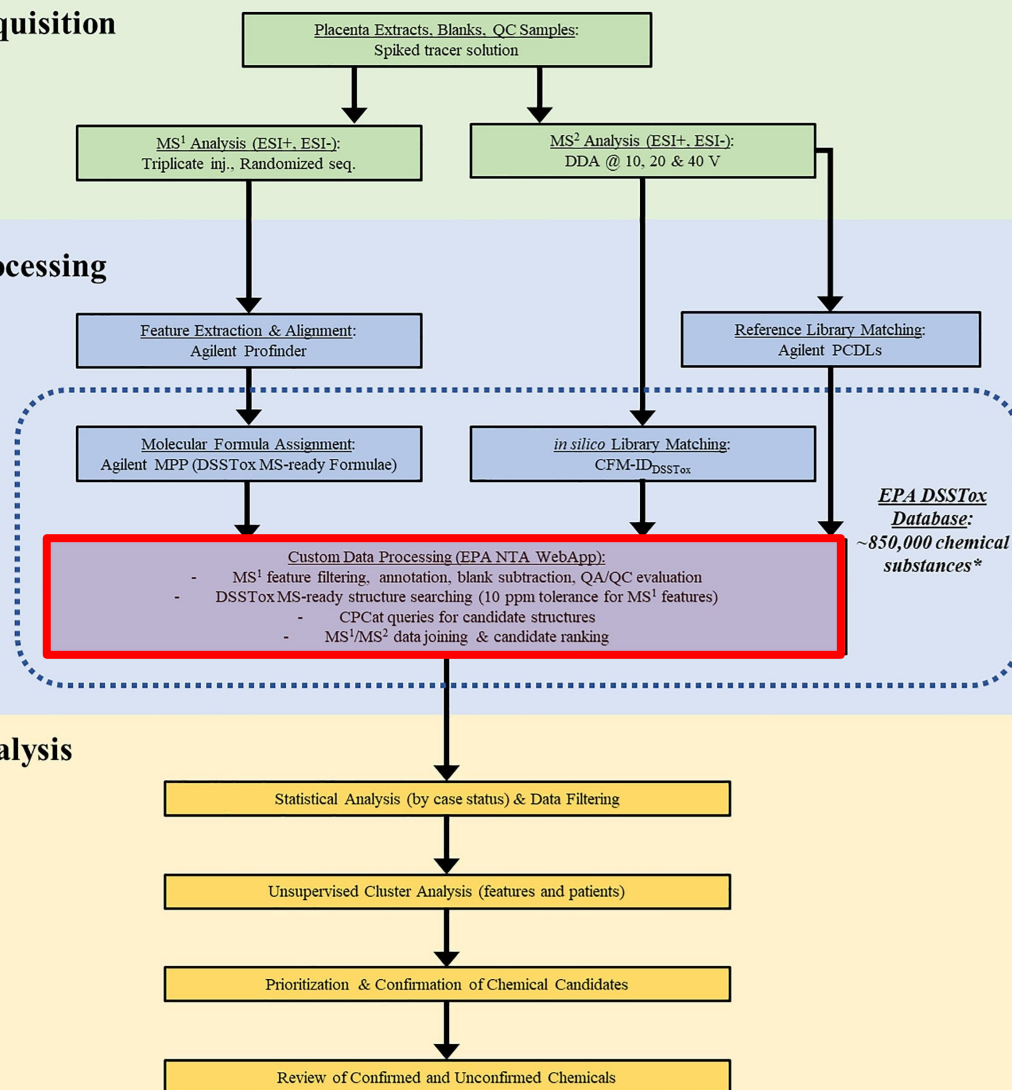 quisition
Placenta Extracts, Blanks, QC Samples:
Spiked tracer solution
MS¹ Analysis (ESI+, ESI-):
Triplicate inj., Randomized seq.
MS² Analysis (ESI+, ESI-):
DDA @ 10, 20 & 40 V
ocessing
Feature Extraction & Alignment:
Agilent Profinder
Reference Library Matching:
Agilent PCDLs
Molecular Formula Assignment:
Agilent MPP (DSSTox MS-ready Formulae)
in silico Library Matching:
CFM-IDDSSTox
EPA DSSTox
Database:
~850,000 chemical
substances*
Custom Data Processing (EPA NTA WebApp):
- MS¹ feature filtering, annotation, blank subtraction, QA/QC evaluation
- DSSTox MS-ready structure searching (10 ppm tolerance for MS¹ features)
- CPCat queries for candidate structures
- MS¹/MS² data joining & candidate ranking
alysis
Statistical Analysis (by case status) & Data Filtering
Unsupervised Cluster Analysis (features and patients)
Prioritization & Confirmation of Chemical Candidates
Review of Confirmed and Unconfirmed Chemicals